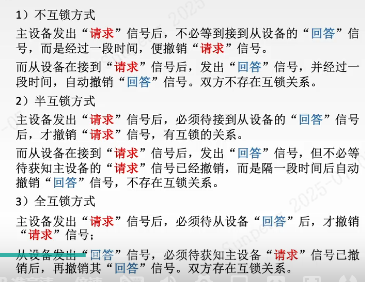 1）不互锁方式
主设备发出“请求”信号后，不必等到接到从设备的“回答”信
号，而是经过一段时间，便撤销“请求”信号。
而从设备在接到“请求”信号后，发出“回答”信号，并经过一
段时间，自动撤销“回答”信号。双方不存在互锁关系。
2）半互锁方式
主设备发出“请求”信号后，必须待接到从设备的“回答”信号
后，才撤销“请求”信号，有互锁的关系。
而从设备在接到“请求”信号后，发出“回答”信号，但不必等
待获知主设备的“请求”信号已经撤销，而是隔一段时间后自动
撤销“回答”信号，不存在互锁关系。
3）全互锁方式
主设备发出“请求”信号后，必须待从设备“回答”后，才撤销
“请求”信号；
从设备发出“回答”信号，必须待获知主设备“请求”信号已撤
销后，再撤销其“回答”信号。双方存在互锁关系。